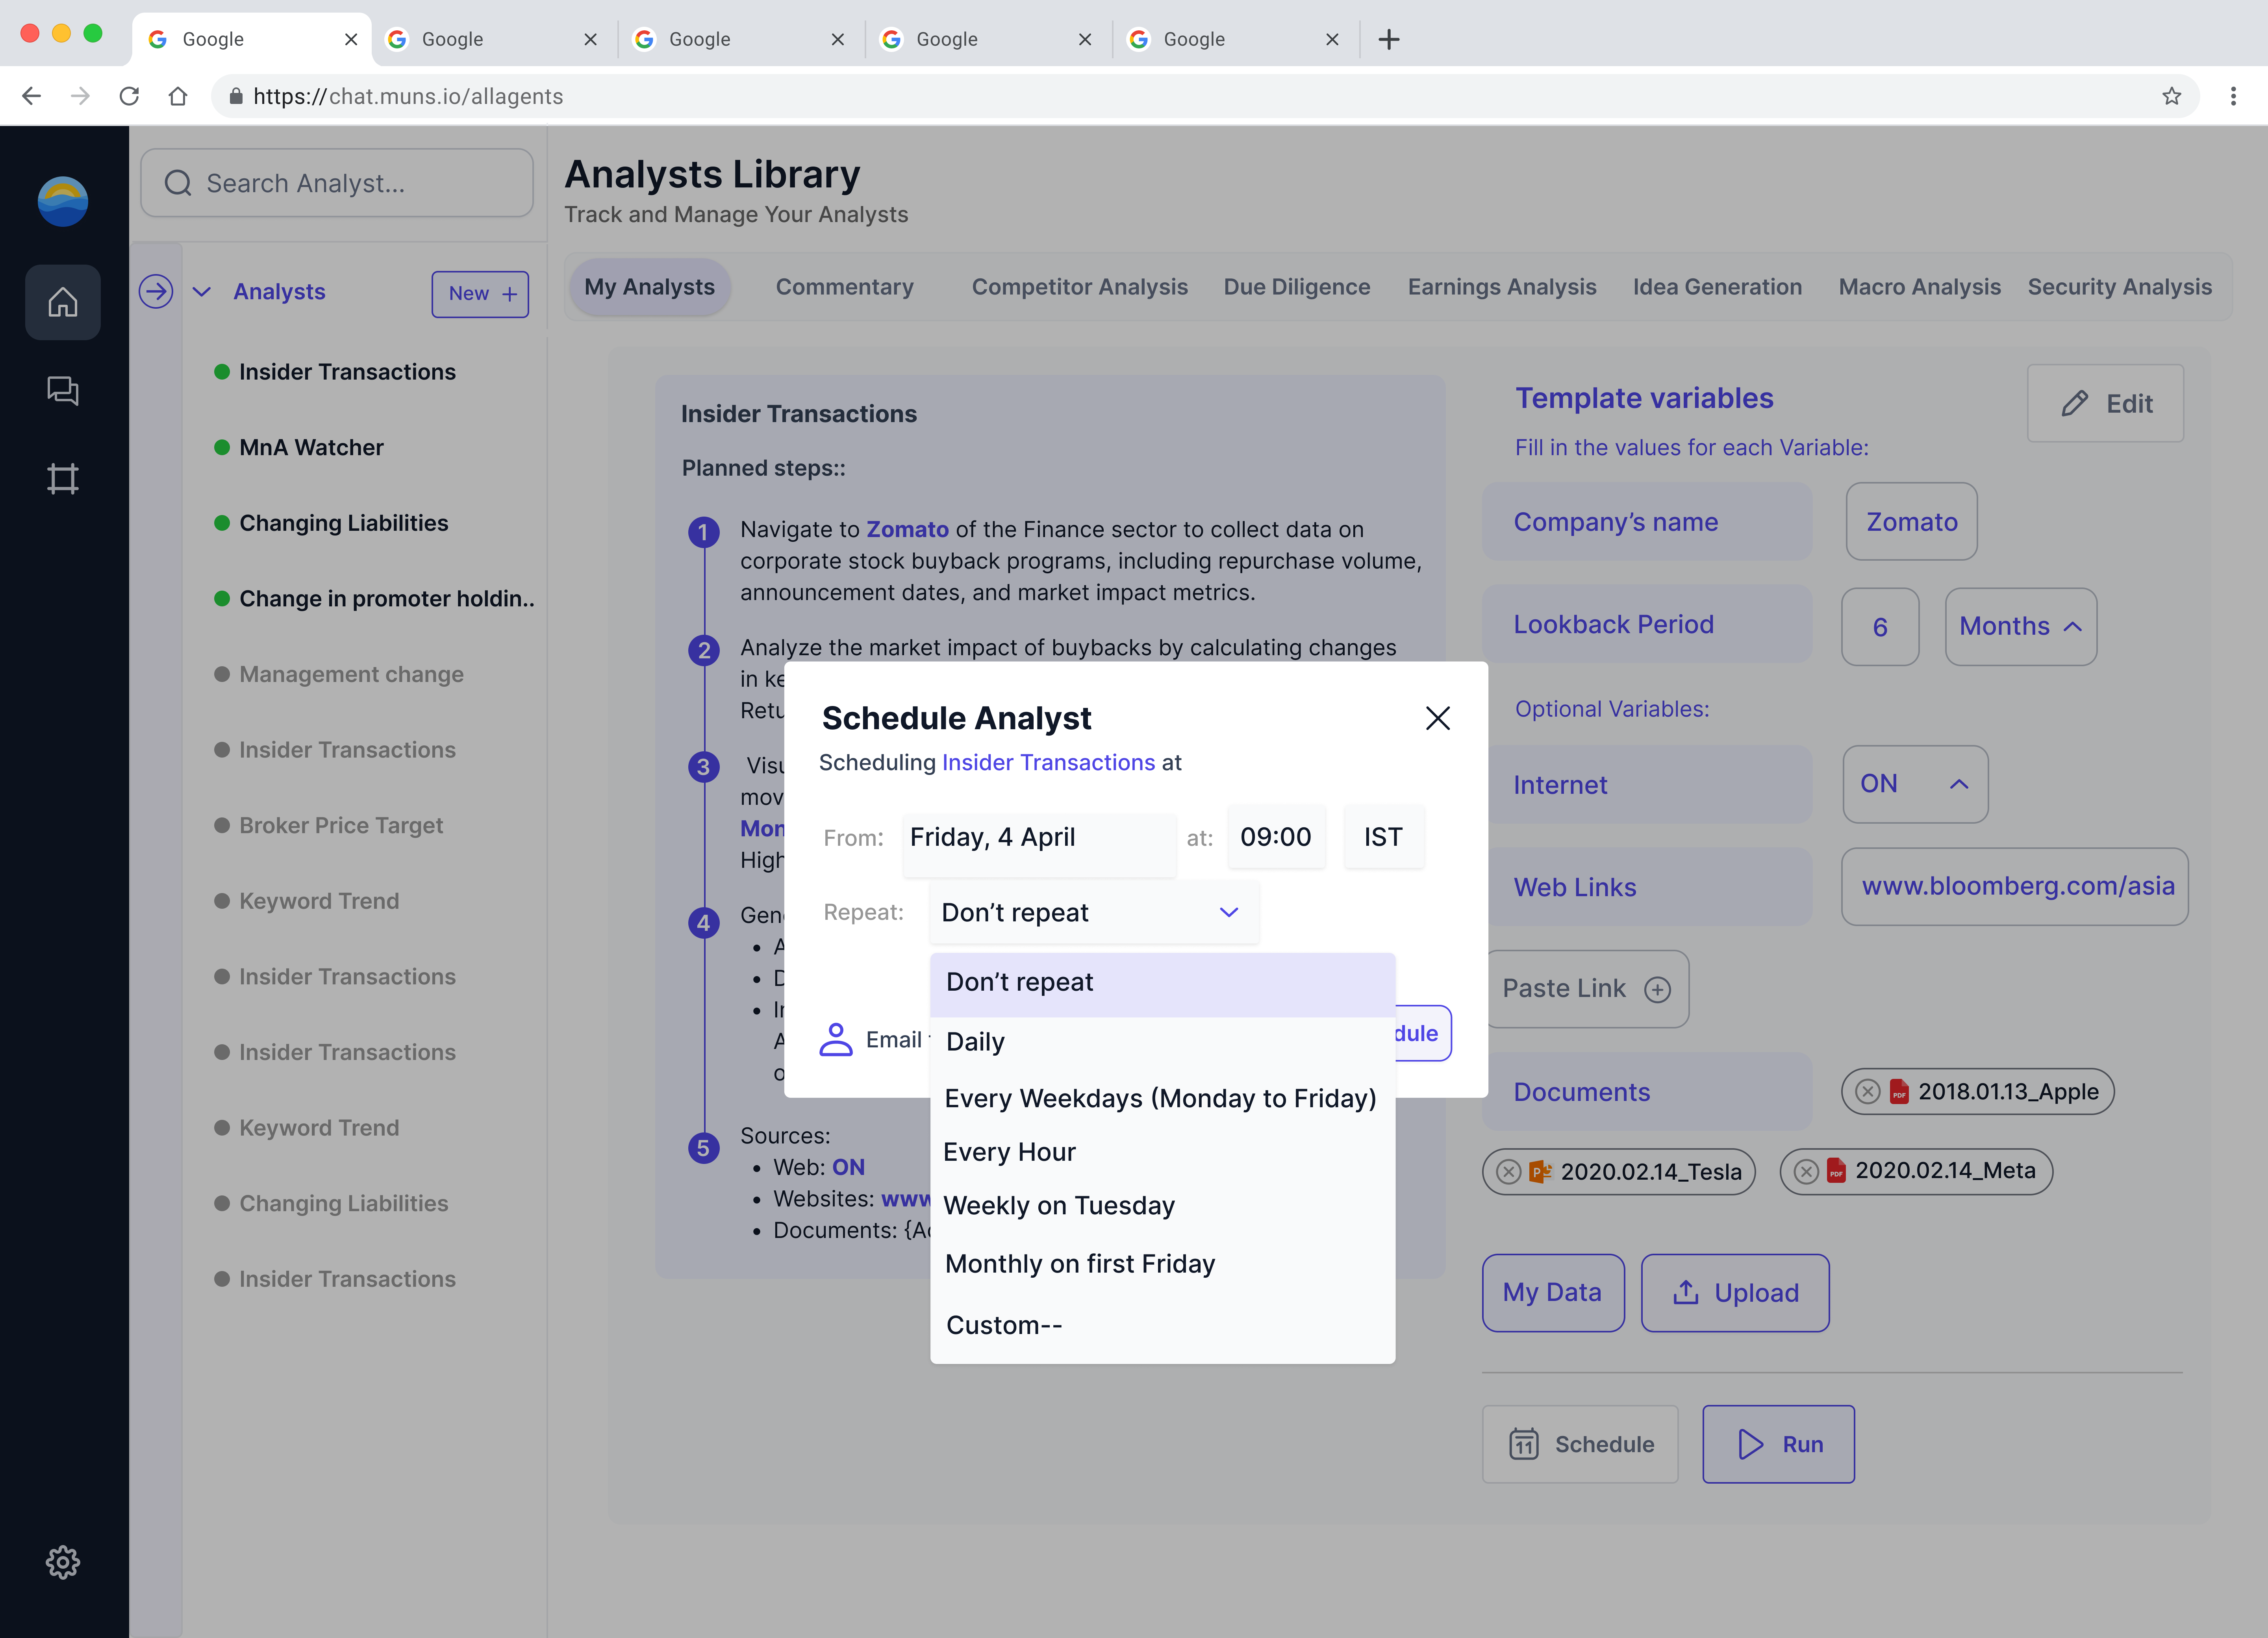 Google
Google
Google
Google
Google
https://chat.muns.io/allagents
Search Analyst...
Analysts
New +
Insider Transactions
MnA Watcher
Changing Liabilities
Change in promoter holdin..
Management change
Insider Transactions
Broker Price Target
Keyword Trend
Insider Transactions
Insider Transactions
Keyword Trend
Changing Liabilities
Insider Transactions
Analysts Library
Track and Manage Your Analysts
My Analysts
Commentary
Competitor Analysis
Due Diligence
Earnings Analysis
Idea Generation
Macro Analysis
Security Analysis
Insider Transactions
Planned steps::
1 Navigate to Zomato of the Finance sector to collect data on
corporate stock buyback programs, including repurchase volume,
announcement dates, and market impact metrics.
2 Analyze the market impact of buybacks by calculating changes
in
3
4
5 Sources:
• Web: ON
• Websites: www
• Documents:
Schedule Analyst
Scheduling Insider Transactions at
From: Friday, 4 April at: 09:00 IST
Repeat: Don’t repeat
Don’t repeat
Daily
Every Weekdays (Monday to Friday)
Every Hour
Weekly on Tuesday
Monthly on first Friday
Custom--
Email
dule
Template variables
Edit
Fill in the values for each Variable:
Company’s name Zomato
Lookback Period 6 Months
Optional Variables:
Internet ON
Web Links www.bloomberg.com/asia
Paste Link
Documents 2018.01.13_Apple
2020.02.14_Tesla 2020.02.14_Meta
My Data Upload
11 Schedule Run